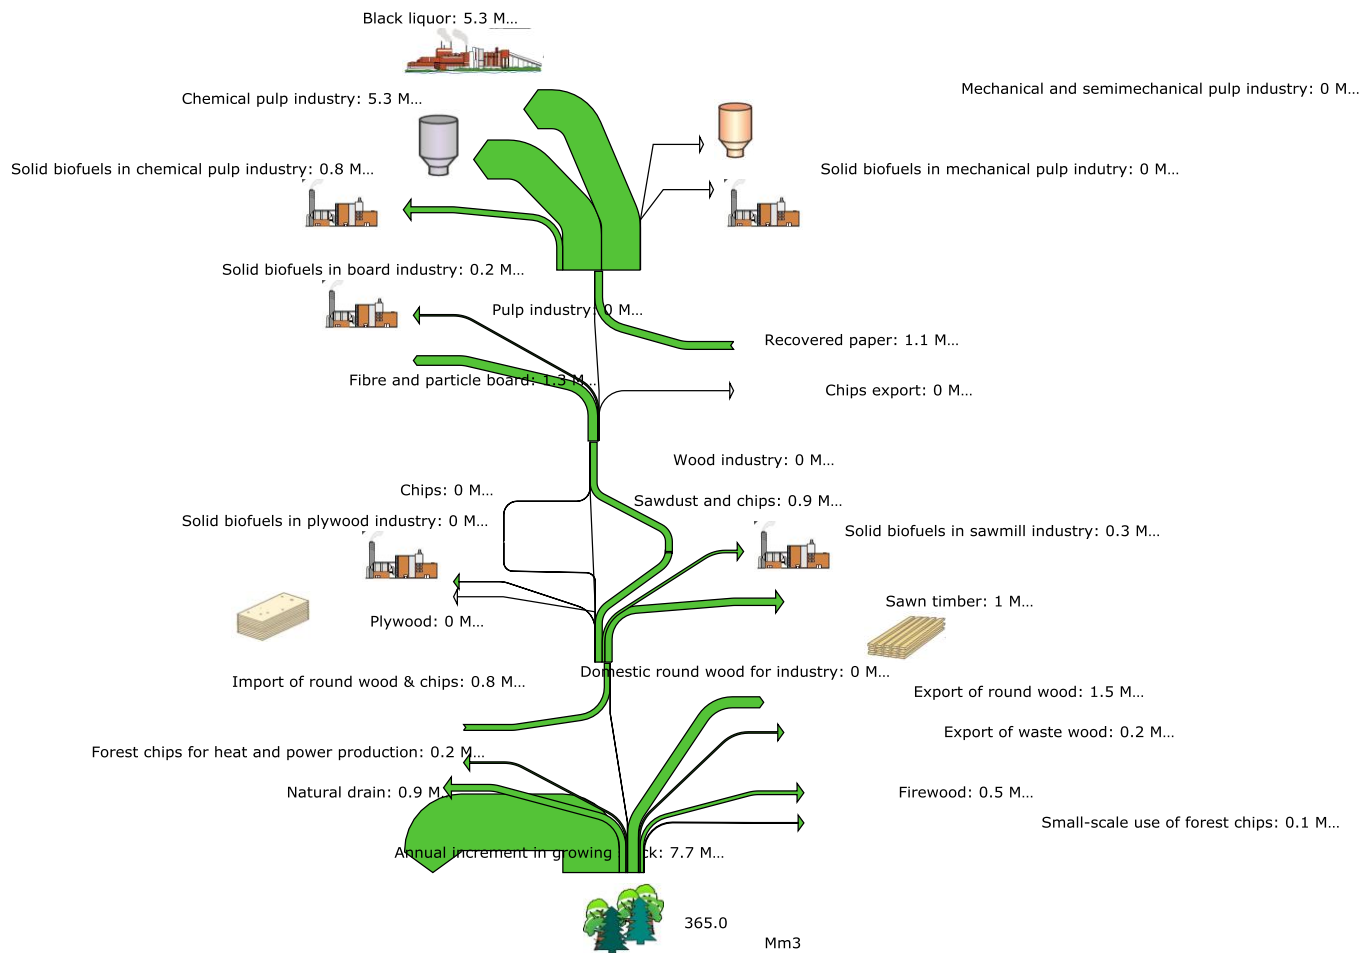 Black liquor: 5.3 M...
Chemical pulp industry: 5.3 M...
Mechanical and semimechanical pulp industry: 0 M...
Solid biofuels in chemical pulp industry: 0.8 M...
Solid biofuels in mechanical pulp indutry: 0 M...
Solid biofuels in board industry: 0.2 M...
Pulp industry: 0 M...
Recovered paper: 1.1 M...
Fibre and particle board: 1.3 M...
Chips export: 0 M...
Wood industry: 0 M...
Chips: 0 M...
Sawdust and chips: 0.9 M...
Solid biofuels in plywood industry: 0 M...
Solid biofuels in sawmill industry: 0.3 M...
Sawn timber: 1 M...
Plywood: 0 M...
Domestic round wood for industry: 0 M...
Import of round wood & chips: 0.8 M...
Export of round wood: 1.5 M...
Export of waste wood: 0.2 M...
Forest chips for heat and power production: 0.2 M...
Natural drain: 0.9 M...
Firewood: 0.5 M...
Small-scale use of forest chips: 0.1 M...
Annual increment in growing ck: 7.7 M...
365.0
Mm3